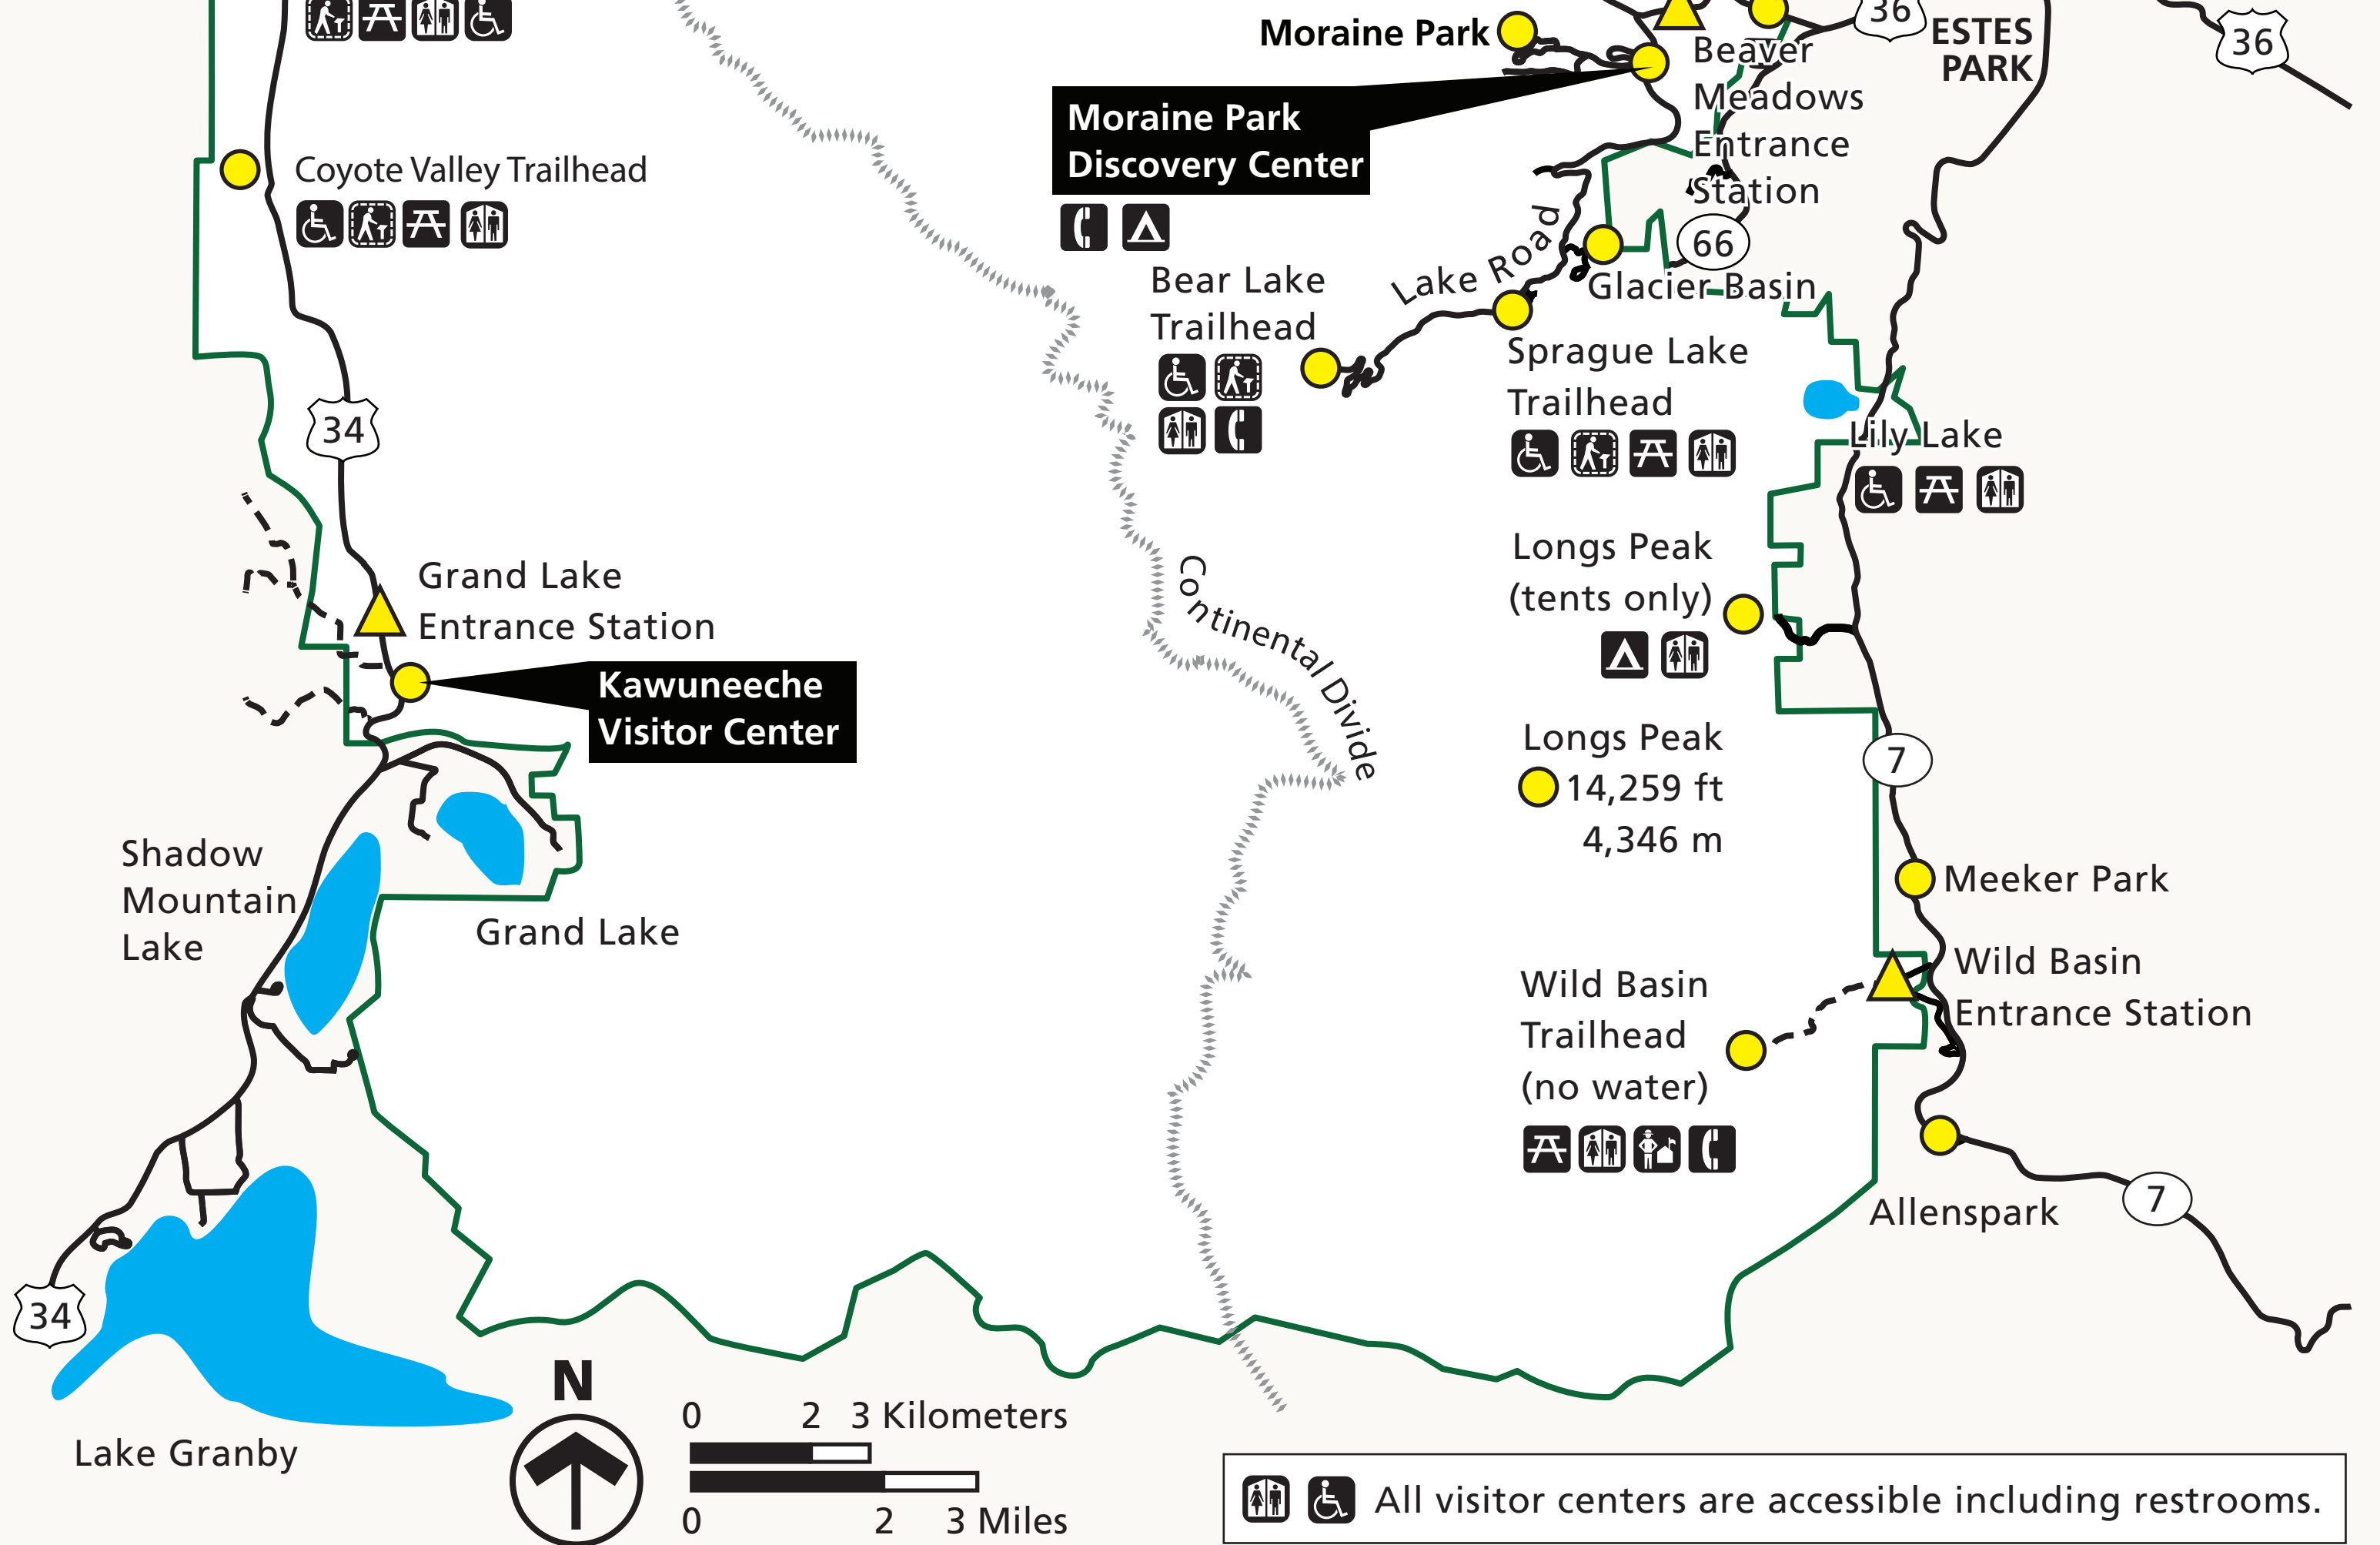 Moraine Park
36
ESTES
PARK
36
Beaver
Meadows
Entrance
Station
Moraine Park
Discovery Center
Coyote Valley Trailhead
66
Lake Road
Glacier Basin
Bear Lake
Trailhead
Sprague Lake
Trailhead
34
Lily Lake
Longs Peak
(tents only)
Grand Lake
Entrance Station
Continental Divide
Kawuneeche
Visitor Center
Longs Peak
14,259 ft
4,346 m
7
Shadow
Mountain
Lake
Grand Lake
Meeker Park
Wild Basin
Entrance Station
Wild Basin
Trailhead
(no water)
Allenspark
7
34
Lake Granby
N
0 2 3 Kilometers
0 2 3 Miles
All visitor centers are accessible including restrooms.